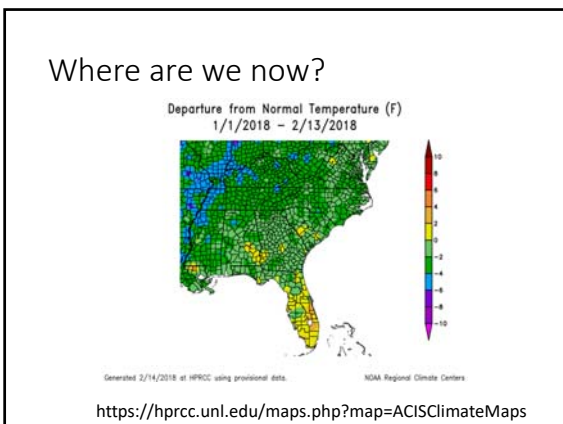 Where are we now?
Departure from Normal Temperature (F)
1/1/2018 – 2/13/2018
10
8
6
4
2
0
-2
-4
-6
-8
-10
Generated 2/14/2018 at HPRCC using provisional data.
NOAA Regional Climate Centers
https://hprcc.unl.edu/maps.php?map=ACISClimateMaps